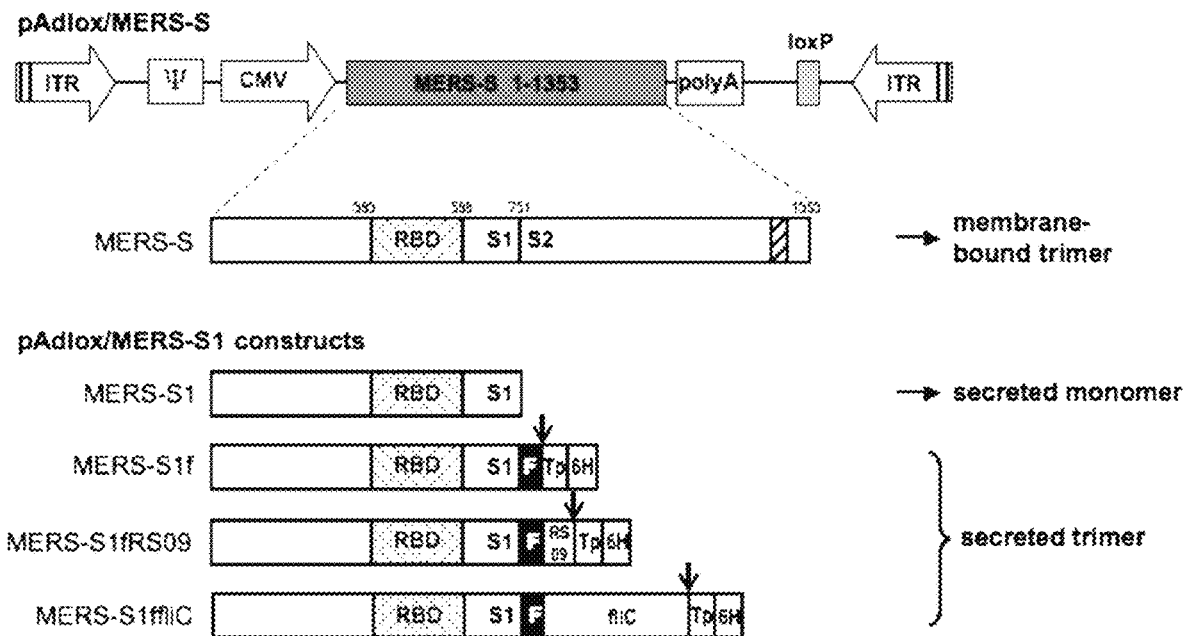 pAdlox/MERS-S
loxP
ITR Ψ CMV MERS-S 1-1353 polyA ITR
751 1353
MERS-S RBD S1 S2
membrane-
bound trimer
pAdlox/MERS-S1 constructs
MERS-S1 RBD S1 secreted monomer
MERS-S1f RBD S1 F Tp 6H
MERS-S1fRS09 RBD S1 F RS 09 Tp 6H
secreted trimer
MERS-S1ffliC RBD S1 F fliC Tp 6H